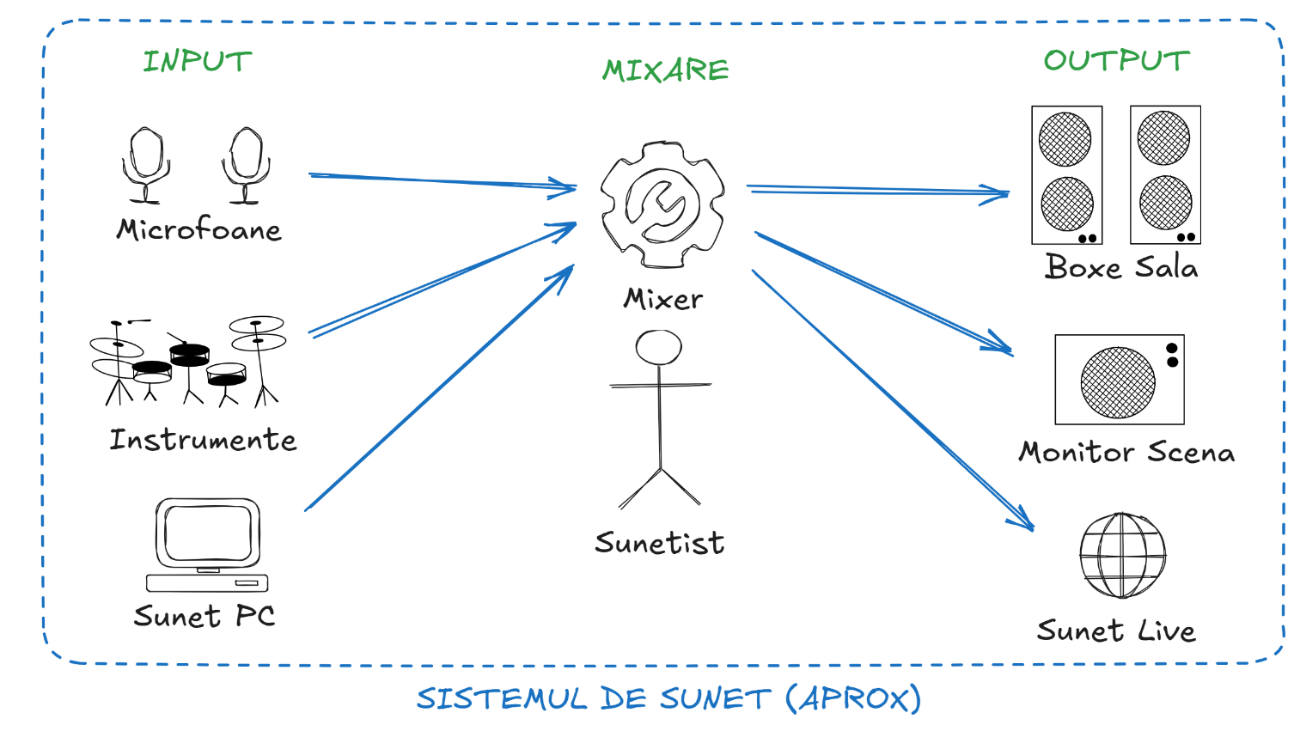 INPUT
MIXARE
OUTPUT
Microfoane
Mixer
Boxe Sala
Instrumente
Monitor Scena
Sunetist
Sunet PC
Sunet Live
SISTEMUL DE SUNET (APROX)